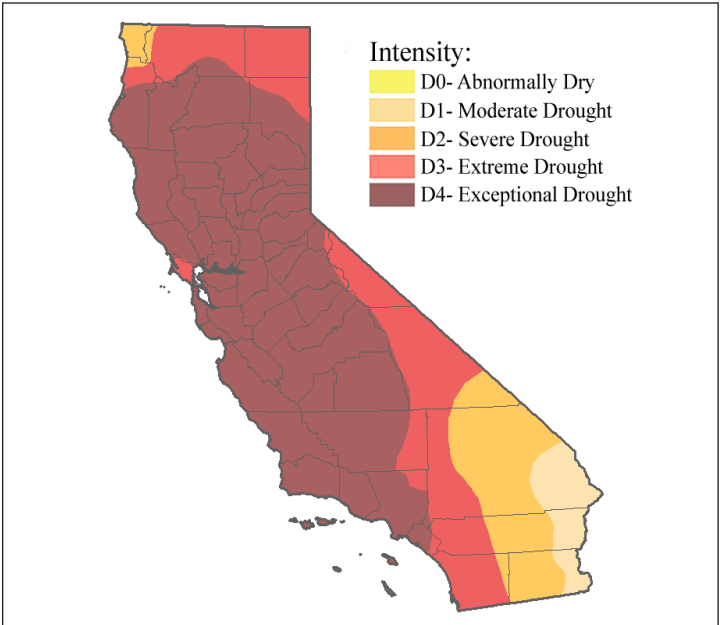 Intensity:
D0- Abnormally Dry
D1- Moderate Drought
D2- Severe Drought
D3- Extreme Drought
D4- Exceptional Drought